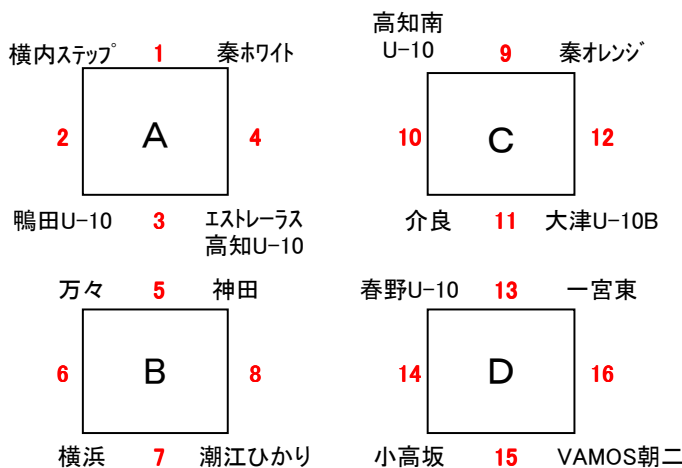 横内ステップ 1 秦ホワイト
2 A 4
鴨田U-10 3 エストレーラス
高知U-10
高知南
U-10 9 秦オレンジ
10 C 12
介良 11 大津U-10B
万々 5 神田
6 B 8
横浜 7 潮江ひかり
春野U-10 13 一宮東
14 D 16
小高坂 15 VAMOS朝二